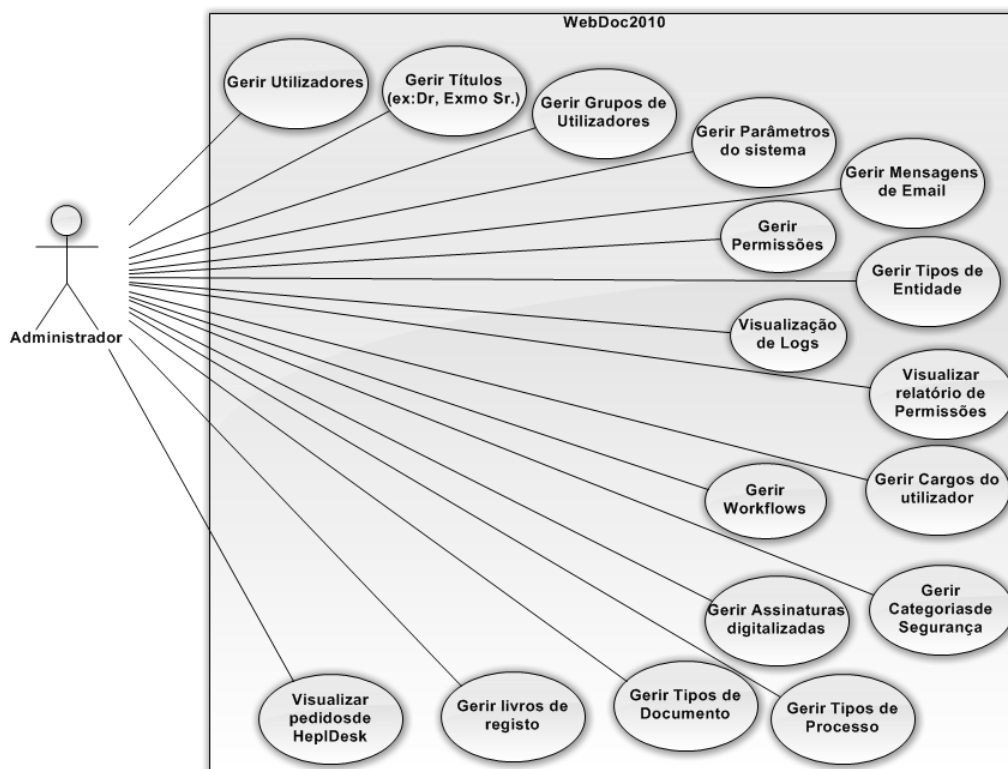 WebDoc2010
Gerir Utilizadores
Gerir Títulos
(ex:Dr, Exmo Sr.)
Gerir Grupos de
Utilizadores
Gerir Parâmetros
do sistema
Gerir Mensagens
de Email
Gerir
Permissões
Gerir Tipos de
Entidade
Administrador
Visualização
de Logs
Visualizar
relatório de
Permissões
Gerir Cargos do
utilizador
Gerir
Workflows
Gerir
Categoriasde
Segurança
Gerir Assinaturas
digitalizadas
Visualizar
pedidosde
HeplDesk
Gerir livros de
registo
Gerir Tipos de
Documento
Gerir Tipos de
Processo